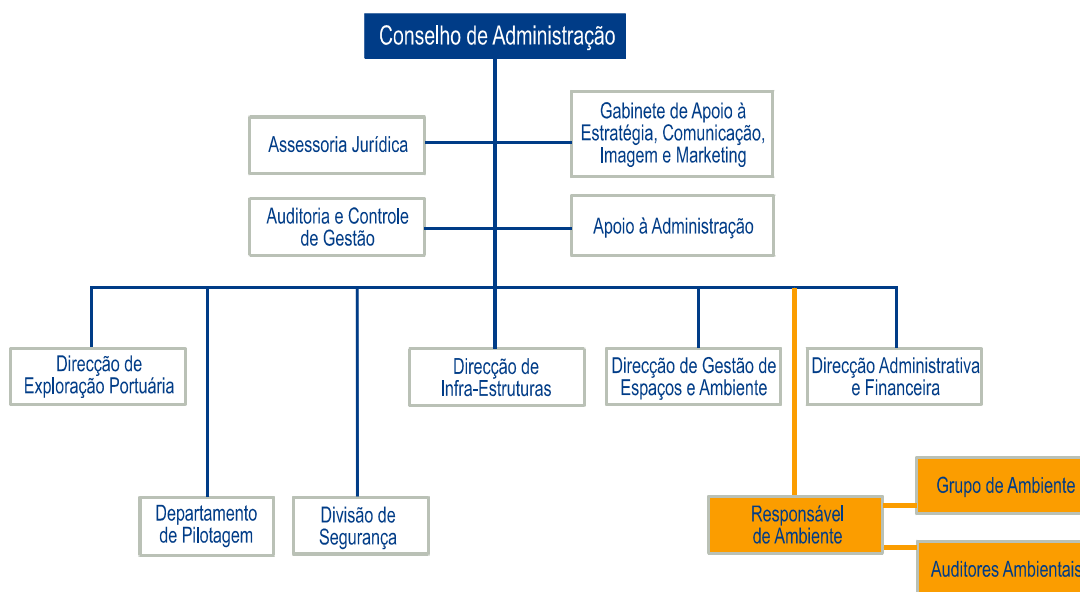 Conselho de Administração
Assessoria Jurídica
Gabinete de Apoio à
Estratégia, Comunicação,
Imagem e Marketing
Auditoria e Controle
de Gestão
Apoio à Administração
Direcção de
Exploração Portuária
Direcção de
Infra-Estruturas
Direcção de Gestão de
Espaços e Ambiente
Direcção Administrativa
e Financeira
Departamento
de Pilotagem
Divisão de
Segurança
Responsável
de Ambiente
Grupo de Ambiente
Auditores Ambientais